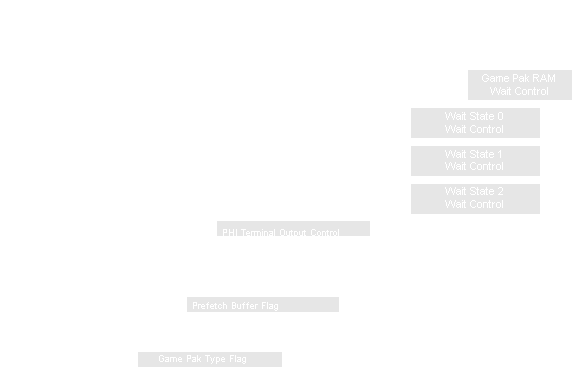 Game Pak RAM
Wait Control
Wait State 0
Wait Control
Wait State 1
Wait Control
Wait State 2
Wait Control
PHI Terminal Output Control
Prefetch Buffer Flag
Game Pak Type Flag